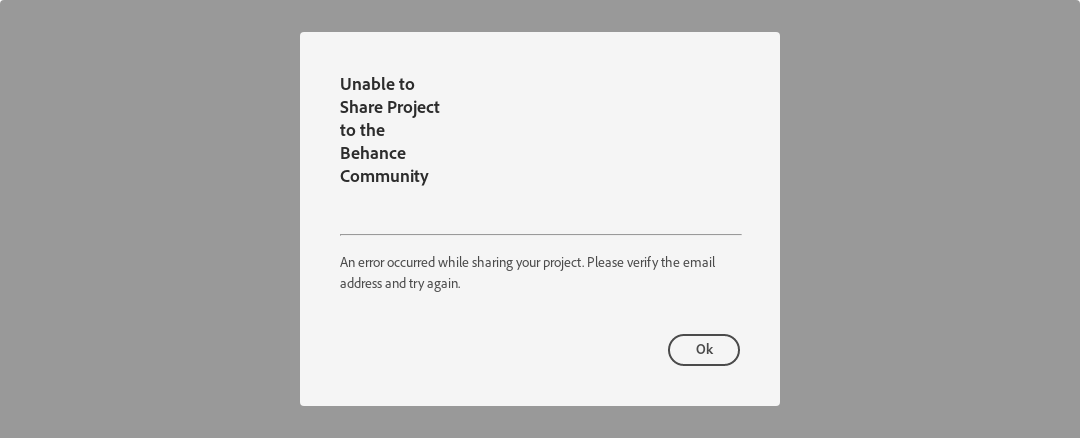 Unable to
Share Project
to the
Behance
Community
An error occurred while sharing your project. Please verify the email
address and try again.
Ok